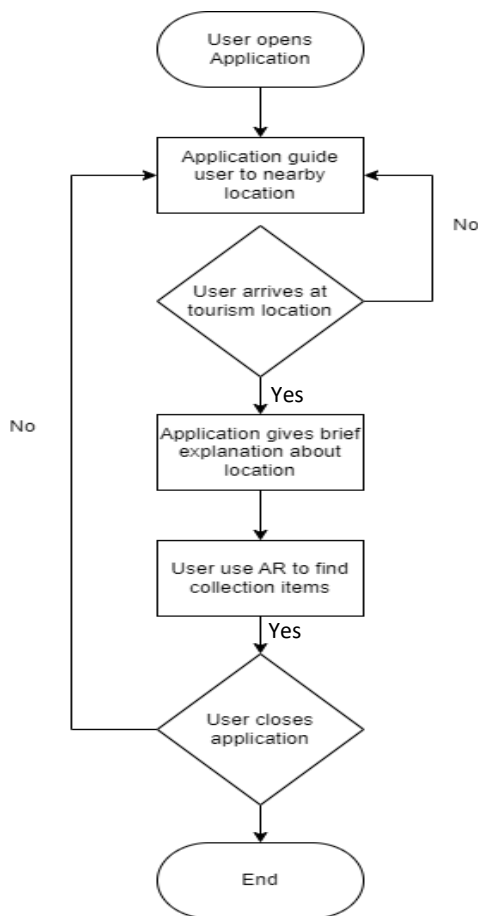 User opens
Application
Application guide
user to nearby
location
No
User arrives at
tourism location
Yes
No
Application gives brief
explanation about
location
User use AR to find
collection items
Yes
User closes
application
End